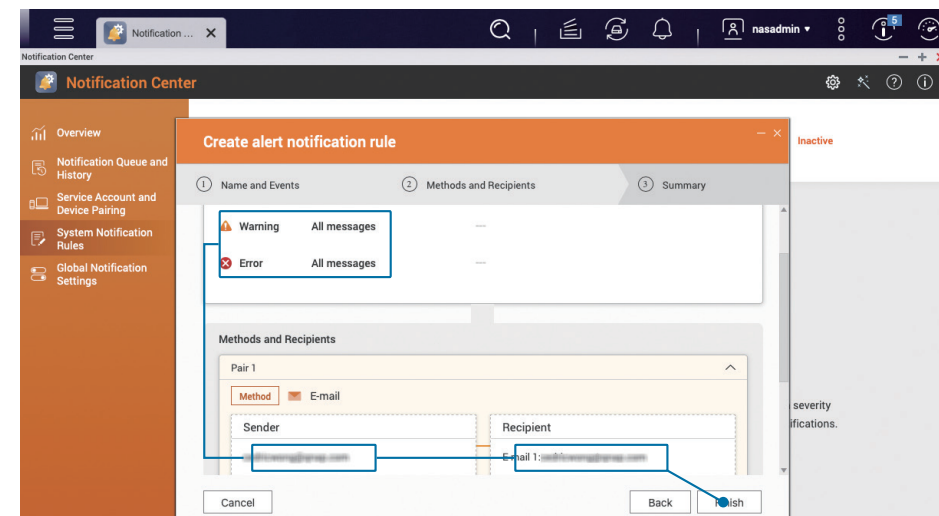 Notification ...
nasadmin
5
Notification Center
Notification Center
Overview
Notification Queue and
History
Service Account and
Device Pairing
System Notification
Rules
Global Notification
Settings
Inactive
severity
ifications.
Create alert notification rule
1 Name and Events
2 Methods and Recipients
3 Summary
Warning All messages ---
Error All messages ---
Methods and Recipients
Pair 1
Method E-mail
Sender
Recipient
E-mail 1:
Cancel
Back
Finish